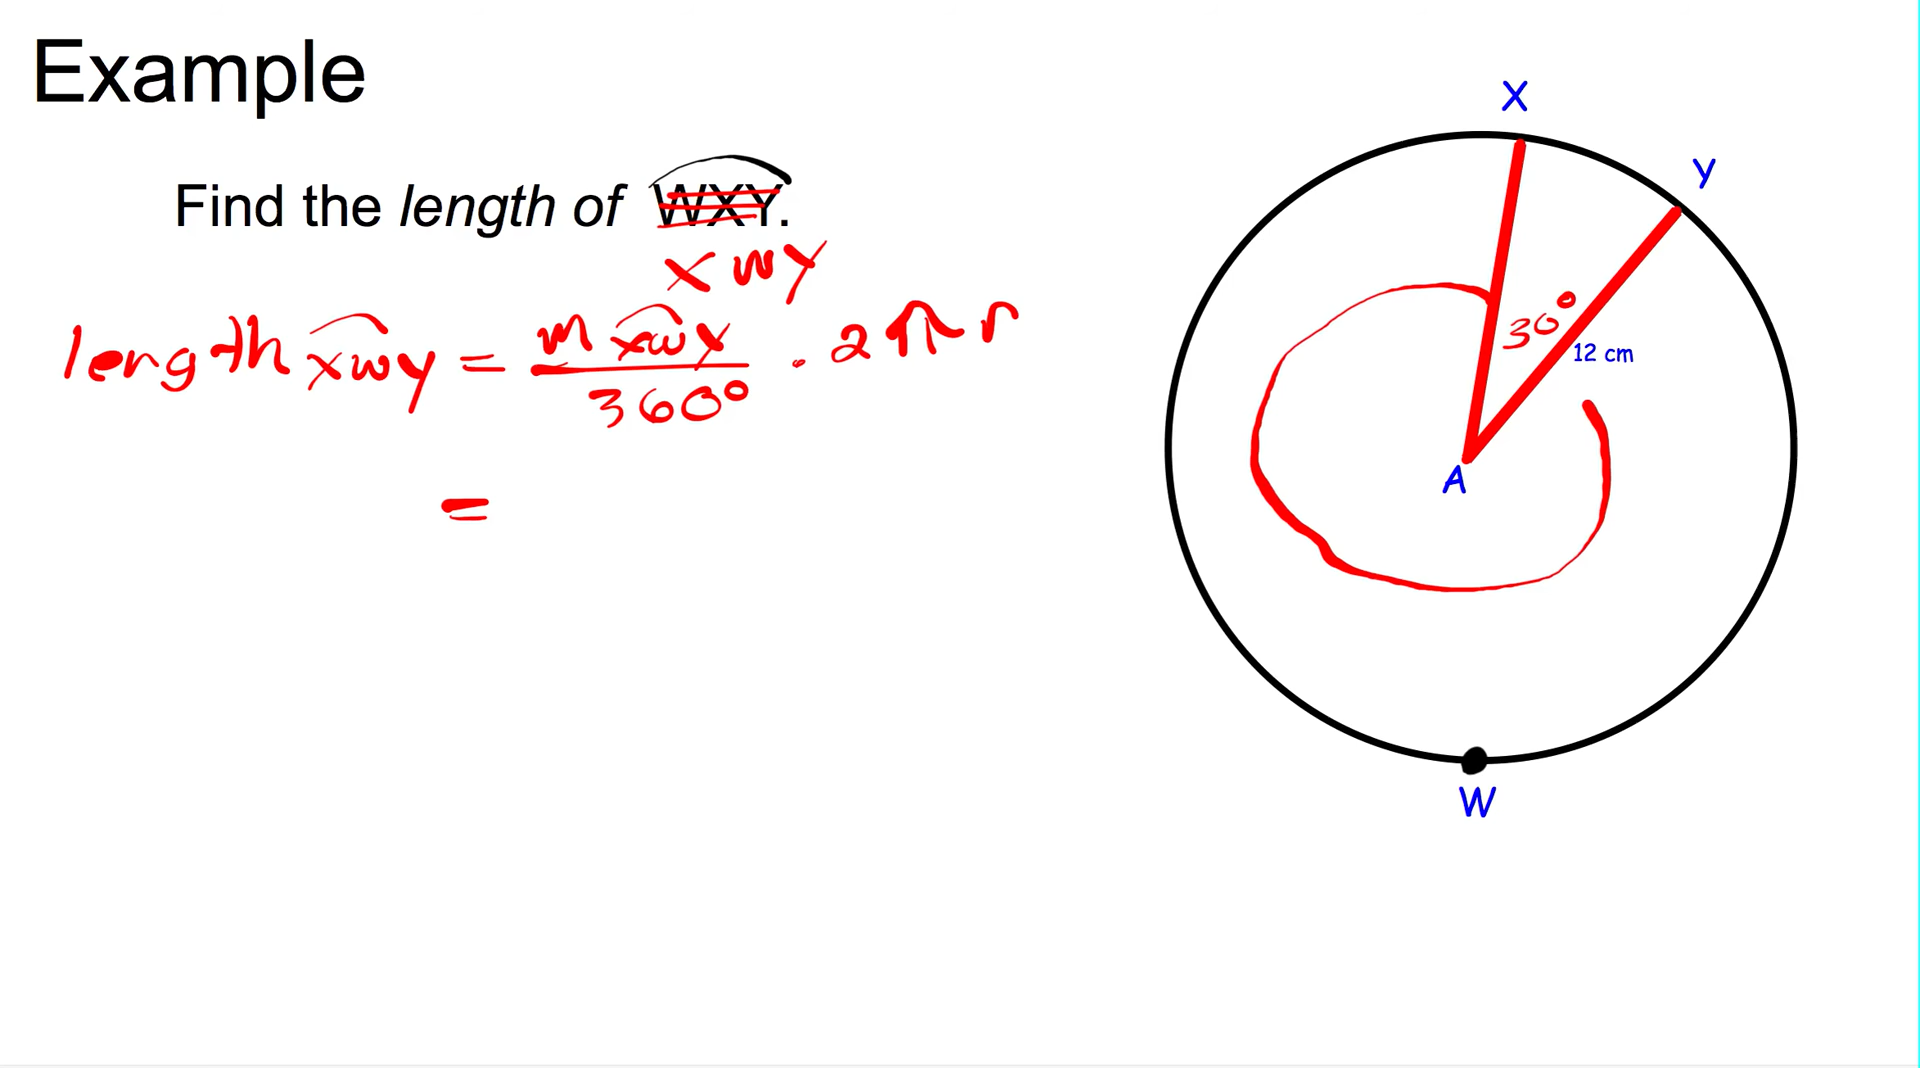 Example
Find the length of WXY.
xwy
length xwy = m xwy / 360° · 2πr
=
X
Y
30°
12 cm
A
W